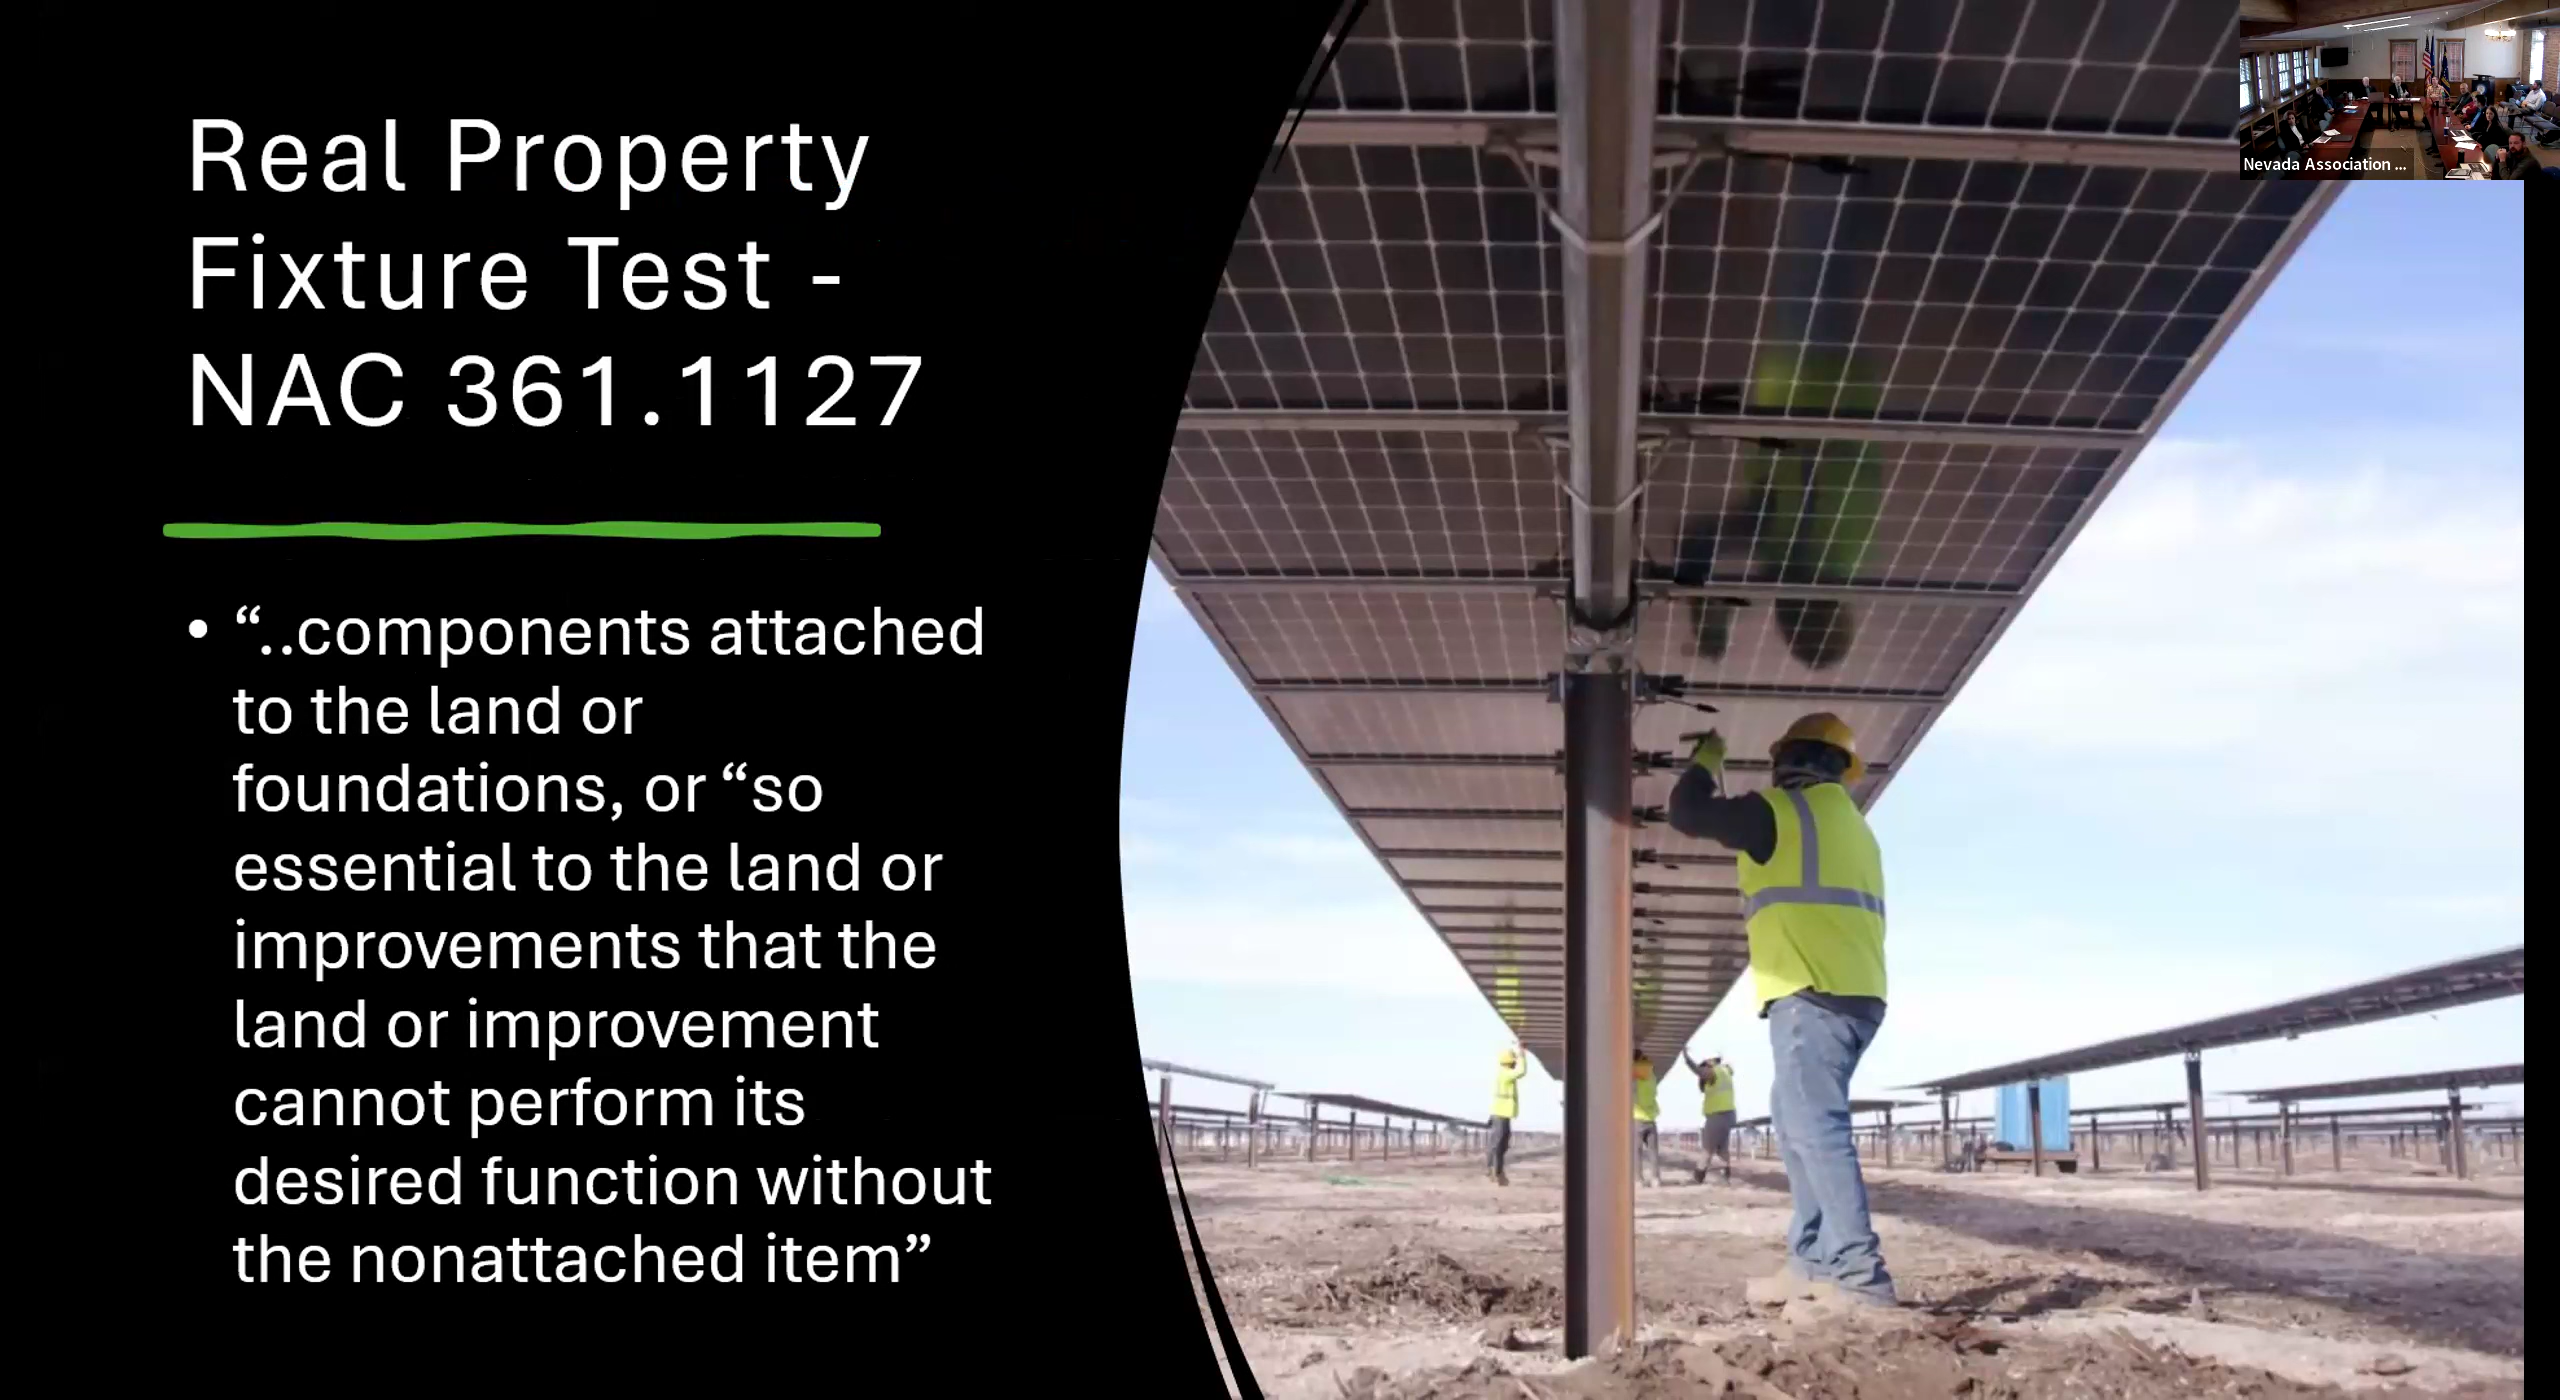 Real Property
Fixture Test -
NAC 361.1127
• “..components attached
to the land or
foundations, or “so
essential to the land or
improvements that the
land or improvement
cannot perform its
desired function without
the nonattached item”
Nevada Association ...